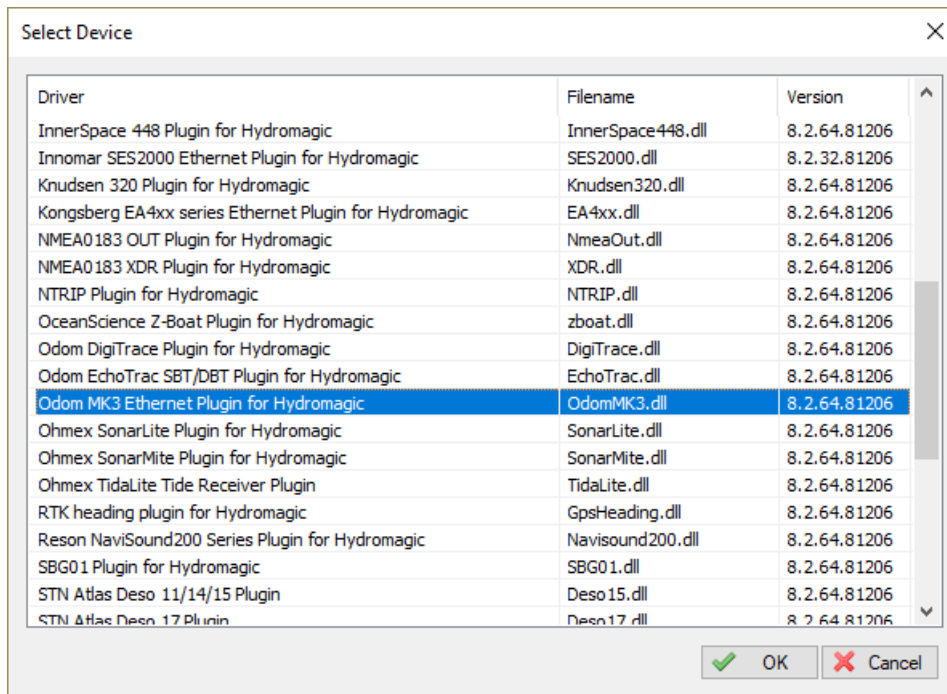 Select Device
Driver Filename Version
InnerSpace 448 Plugin for Hydromagic InnerSpace448.dll 8.2.64.81206
Innomar SES2000 Ethernet Plugin for Hydromagic SES2000.dll 8.2.32.81206
Knudsen 320 Plugin for Hydromagic Knudsen320.dll 8.2.64.81206
Kongsberg EA4xx series Ethernet Plugin for Hydromagic EA4xx.dll 8.2.64.81206
NMEA0183 OUT Plugin for Hydromagic NmeaOut.dll 8.2.64.81206
NMEA0183 XDR Plugin for Hydromagic XDR.dll 8.2.64.81206
NTRIP Plugin for Hydromagic NTRIP.dll 8.2.64.81206
OceanScience Z-Boat Plugin for Hydromagic zboat.dll 8.2.64.81206
Odom DigiTrace Plugin for Hydromagic DigiTrace.dll 8.2.64.81206
Odom EchoTrac SBT/DBT Plugin for Hydromagic EchoTrac.dll 8.2.64.81206
Odom MK3 Ethernet Plugin for Hydromagic OdomMK3.dll 8.2.64.81206
Ohmex SonarLite Plugin for Hydromagic SonarLite.dll 8.2.64.81206
Ohmex SonarMite Plugin for Hydromagic SonarMite.dll 8.2.64.81206
Ohmex TidaLite Tide Receiver Plugin TidaLite.dll 8.2.64.81206
RTK heading plugin for Hydromagic GpsHeading.dll 8.2.64.81206
Reson NaviSound200 Series Plugin for Hydromagic Navisound200.dll 8.2.64.81206
SBG01 Plugin for Hydromagic SBG01.dll 8.2.64.81206
STN Atlas Deso 11/14/15 Plugin Deso15.dll 8.2.64.81206
STN Atlas Deso 17 Plugin Deso17.dll 8.2.64.81206
OK Cancel